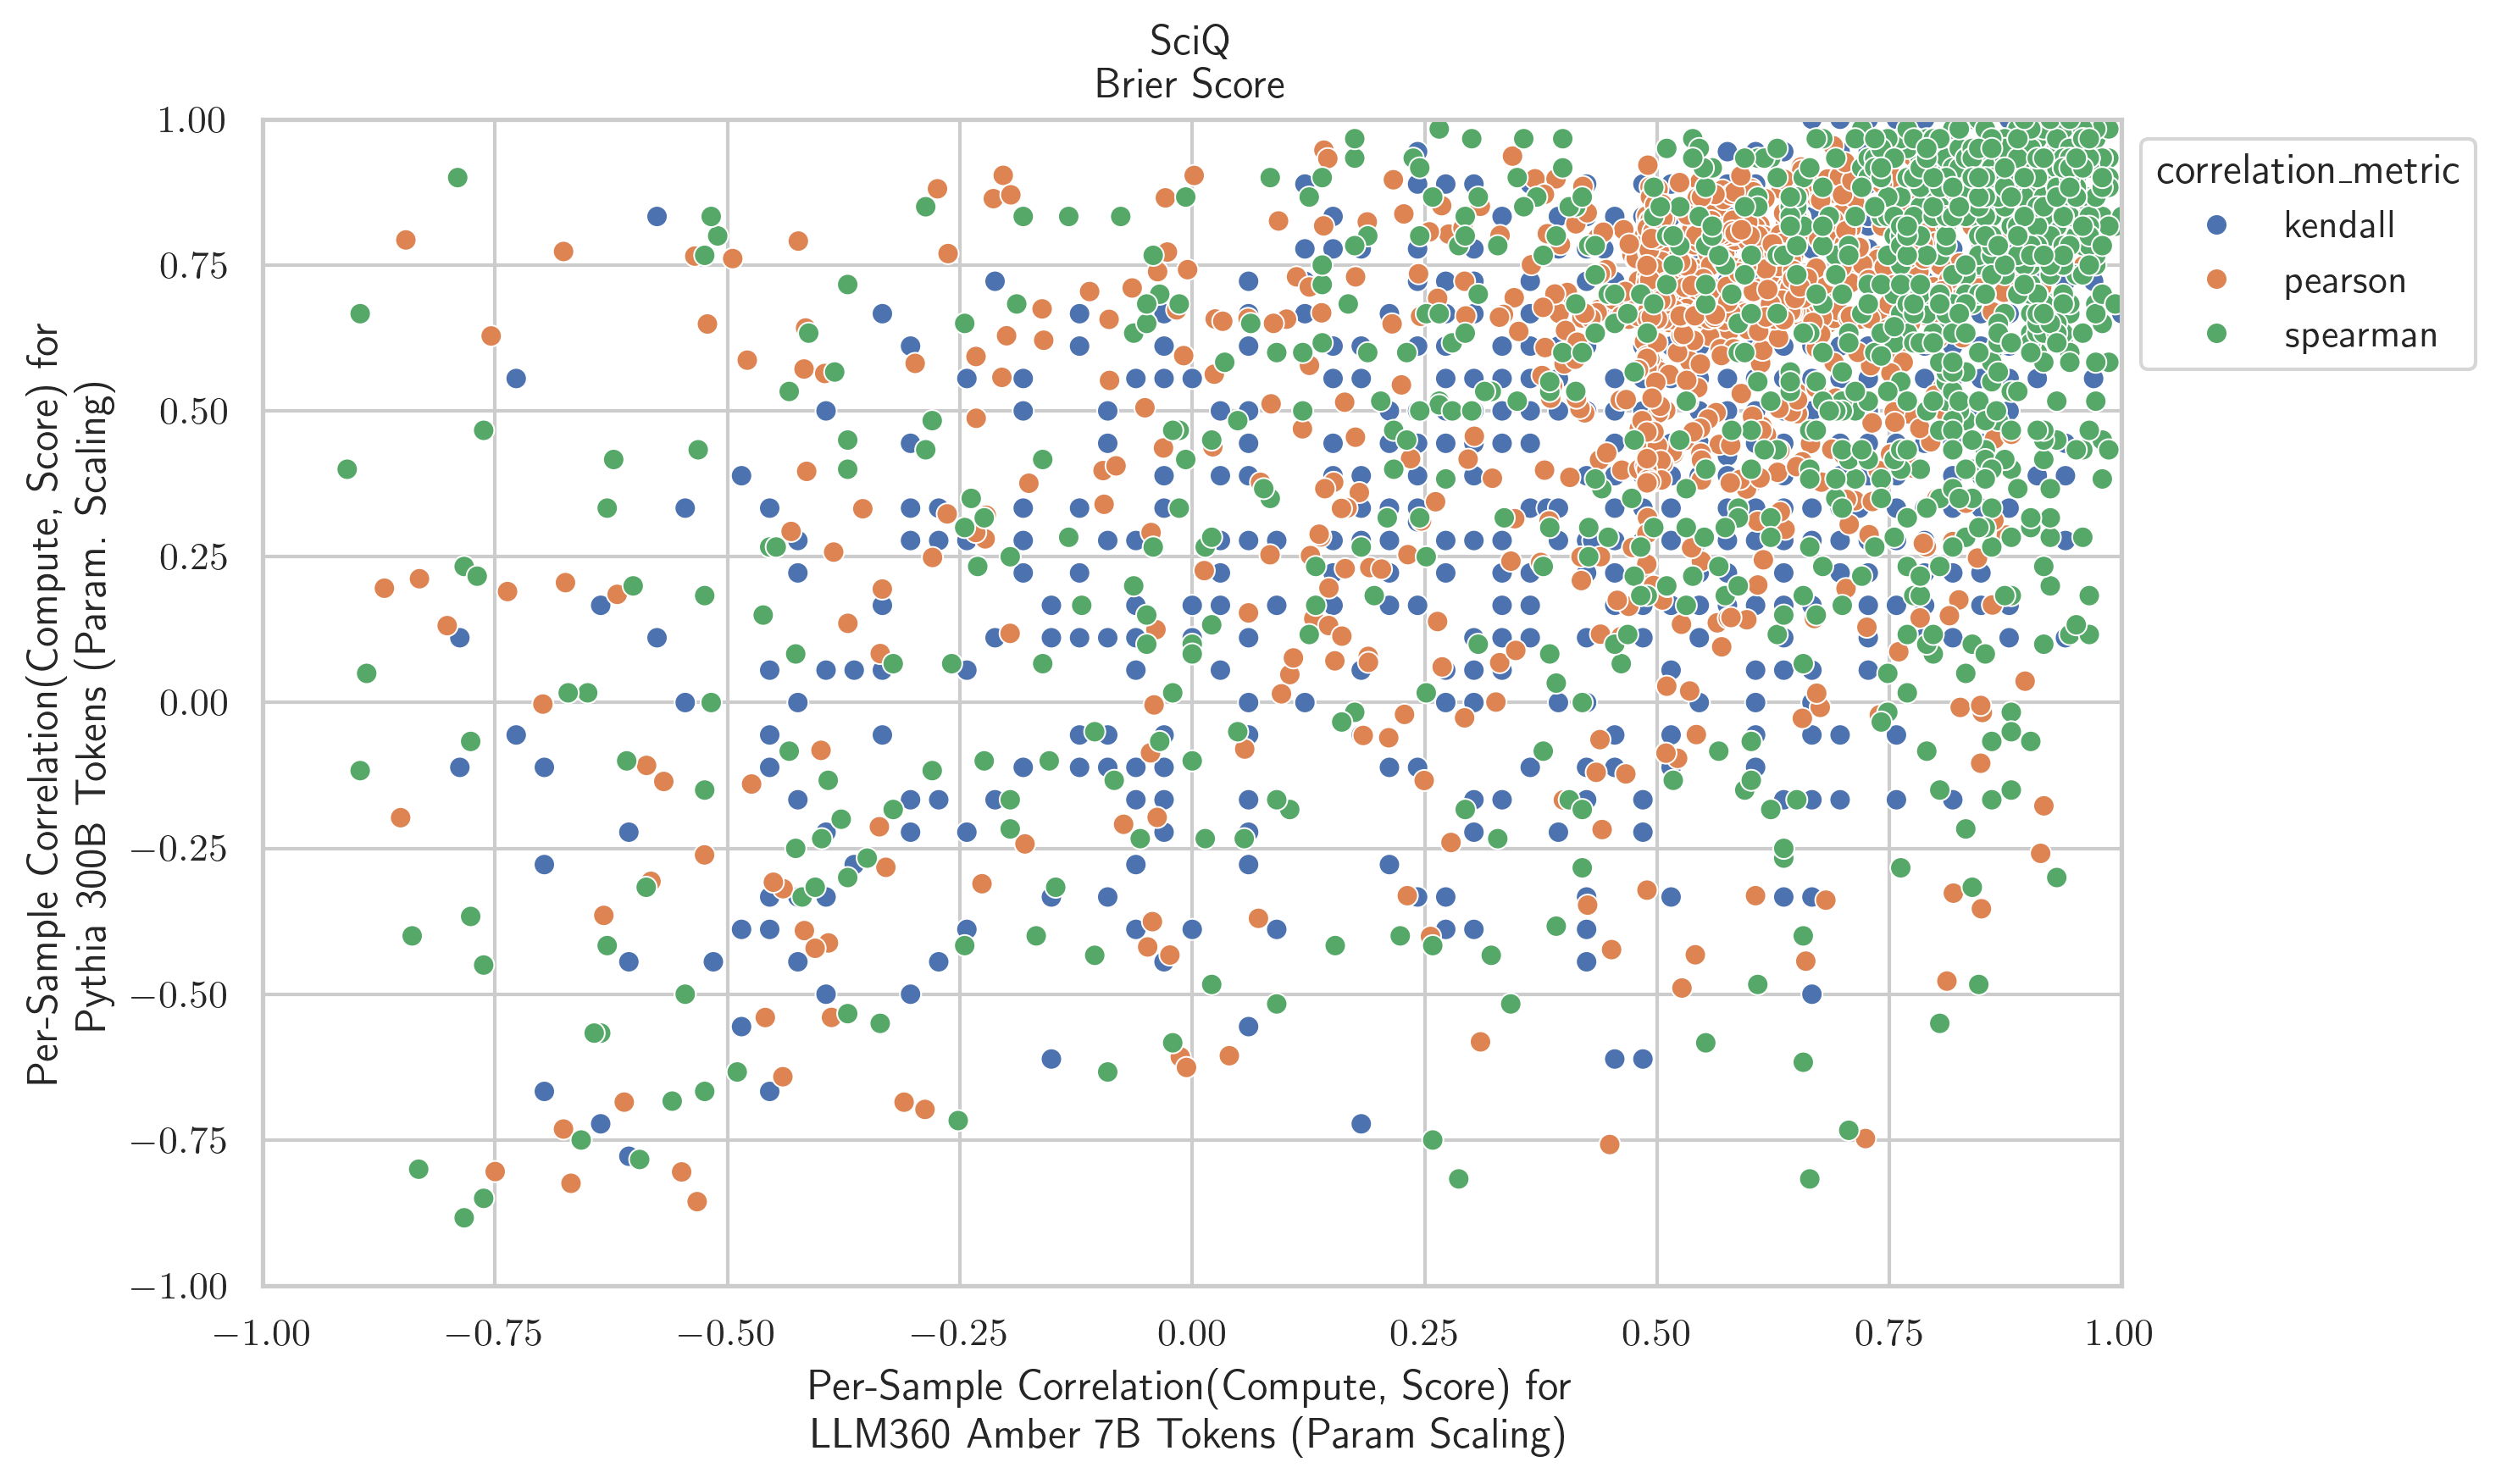 SciQ
Brier Score
1.00
0.75
0.50
0.25
0.00
−0.25
−0.50
−0.75
−1.00
Per-Sample Correlation(Compute, Score) for
Pythia 300B Tokens (Param. Scaling)
−1.00
−0.75
−0.50
−0.25
0.00
0.25
0.50
0.75
1.00
Per-Sample Correlation(Compute, Score) for
LLM360 Amber 7B Tokens (Param Scaling)
correlation_metric
kendall
pearson
spearman